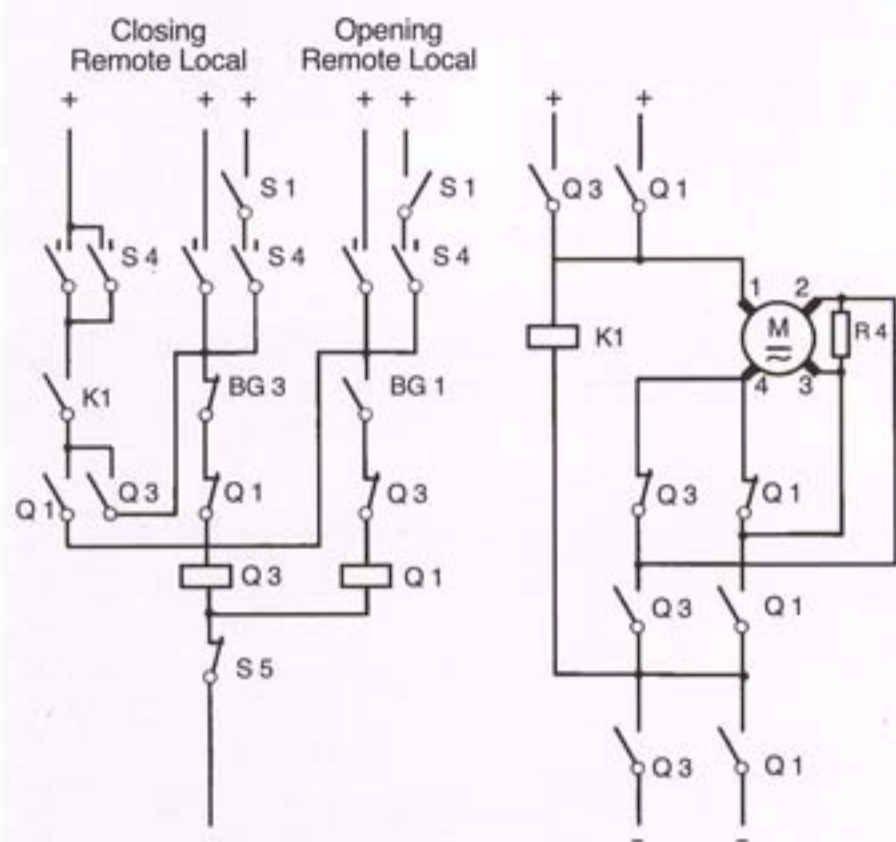 Closing
Remote Local
Opening
Remote Local
+ + + + + + +
S 1 S 1
Q 3 Q 1
S 4 S 4 S 4
1 2
M
R 4
K1
4 3
K1 BG 3 BG 1
Q 1 Q 3 Q 1 Q 3
Q 3 Q 1
Q 3 Q 1
Q 3 Q 1
S 5
Q 3 Q 1
- -